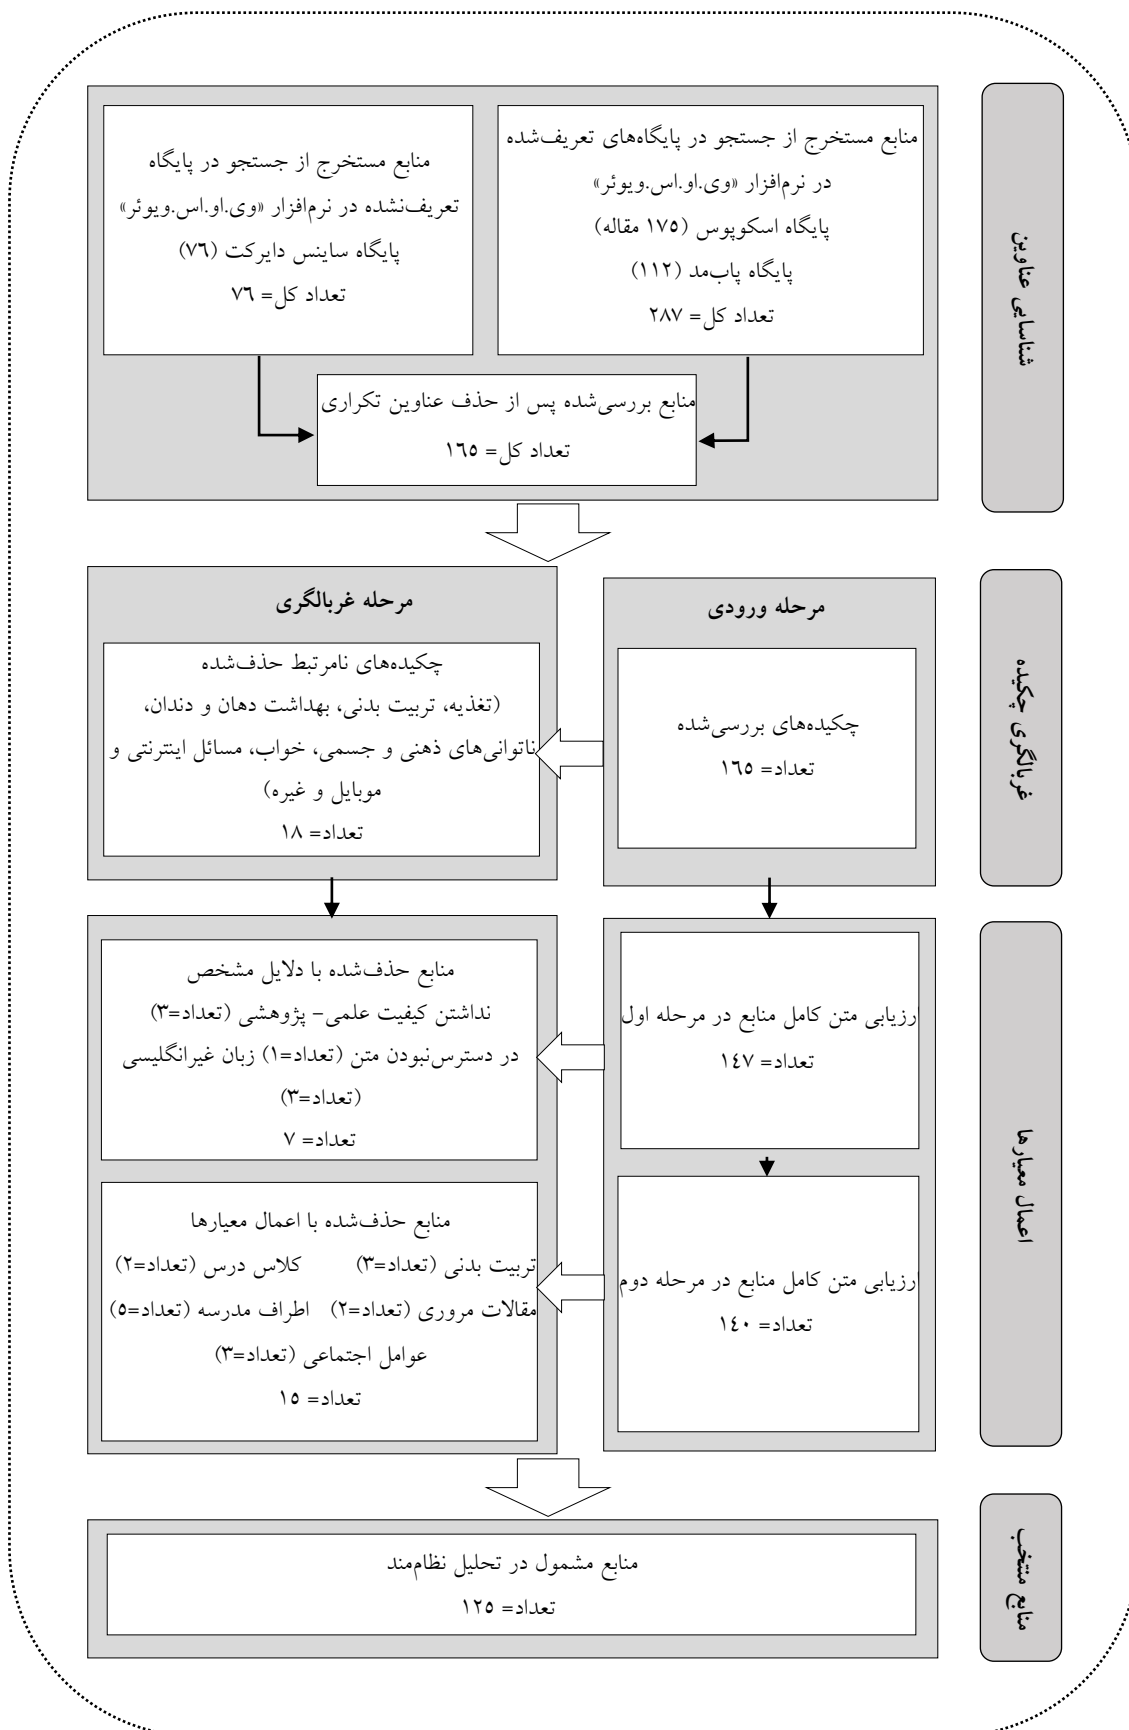 شناسایی عناوین
منابع مستخرج از جستجو در پایگاه‌های تعریف‌شده
در نرم‌افزار «وی.او.اس.ویوئر»
پایگاه اسکوپوس (۱۷۵ مقاله)
پایگاه پاب‌مد (۱۱۲)
تعداد کل= ۲۸۷
منابع مستخرج از جستجو در پایگاه
تعریف‌نشده در نرم‌افزار «وی.او.اس.ویوئر»
پایگاه ساینس دایرکت (۷۶)
تعداد کل= ۷۶
منابع بررسی‌شده پس از حذف عناوین تکراری
تعداد کل= ۱۶۵
غربالگری چکیده
مرحله ورودی
چکیده‌های بررسی‌شده
تعداد= ۱۶۵
مرحله غربالگری
چکیده‌های نامرتبط حذف‌شده
(تغذیه، تربیت بدنی، بهداشت دهان و دندان،
ناتوانی‌های ذهنی و جسمی، خواب، مسائل اینترنتی و
موبایل و غیره)
تعداد= ۱۸
اعمال معیارها
ارزیابی متن کامل منابع در مرحله اول
تعداد= ۱۴۷
منابع حذف‌شده با دلایل مشخص
نداشتن کیفیت علمی- پژوهشی (تعداد=۳)
در دسترس‌نبودن متن (تعداد=۱) زبان غیرانگلیسی
(تعداد=۳)
تعداد= ۷
ارزیابی متن کامل منابع در مرحله دوم
تعداد= ۱۴۰
منابع حذف‌شده با اعمال معیارها
تربیت بدنی (تعداد=۳) کلاس درس (تعداد=۲)
مقالات مروری (تعداد=۲) اطراف مدرسه (تعداد=۵)
عوامل اجتماعی (تعداد=۳)
تعداد= ۱۵
منابع منتخب
منابع مشمول در تحلیل نظام‌مند
تعداد= ۱۲۵